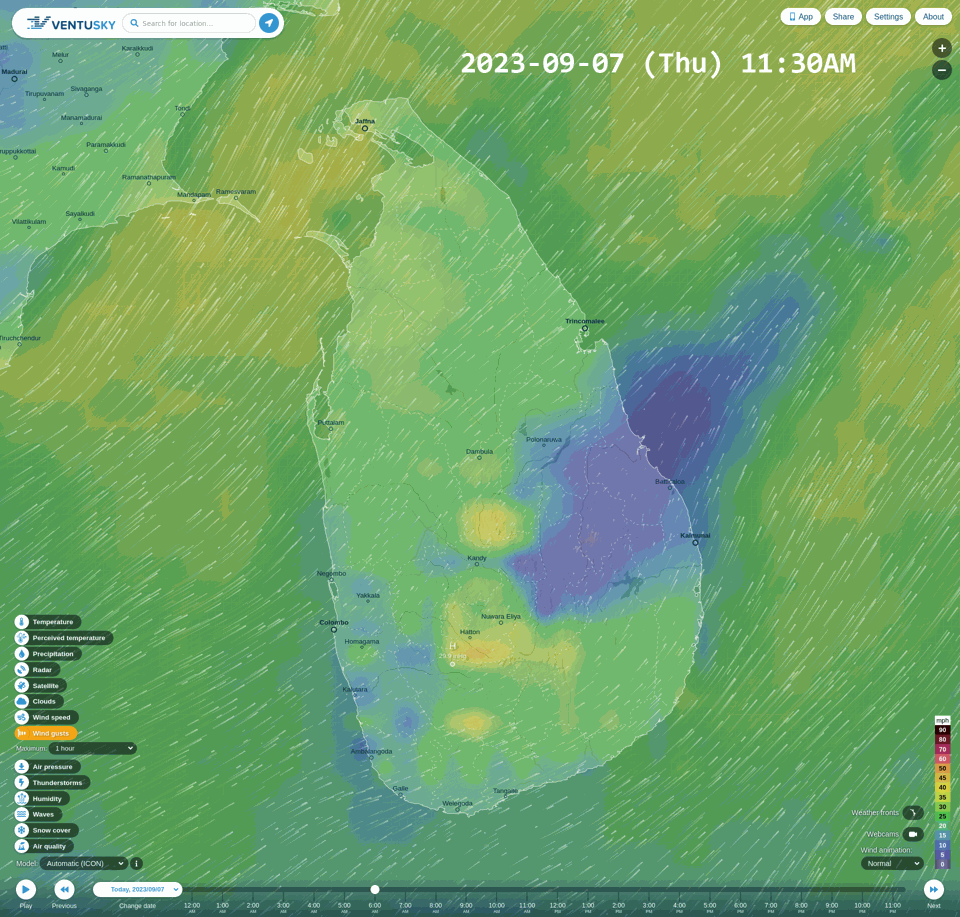 VENTUSKY
Search for location...
App
Share
Settings
About
2023-09-07 (Thu) 11:30AM
Melur
Karaikkudi
Madurai
Tirupuvanam
Sivaganga
Tondi
Manamadurai
Jaffna
Paramakkudi
ruppukkottai
Kamudi
Ramanathapuram
Mandapam
Ramesvaram
Sayalkudi
Vilattikulam
Tiruchchendur
Trincomalee
Puttalam
Polonnaruwa
Dambulla
Batticaloa
Kalmunai
Kandy
Negombo
Yakkala
Nuwara Eliya
Colombo
Hatton
Homagama
H
Kalutara
Ambalangoda
Galle
Tangalle
Weligoda
Temperature
Perceived temperature
Precipitation
Radar
Satellite
Clouds
Wind speed
Wind gusts
Maximum: 1 hour
Air pressure
Thunderstorms
Humidity
Waves
Snow cover
Air quality
Model: Automatic (ICON) i
mph
90
80
70
60
50
45
40
35
30
25
20
15
10
5
0
Weather fronts
Webcams
Wind animation:
Normal
Play
Previous
Today, 2023/09/07
Change date
12:00 AM
1:00 AM
2:00 AM
3:00 AM
4:00 AM
5:00 AM
6:00 AM
7:00 AM
8:00 AM
9:00 AM
10:00 AM
11:00 AM
12:00 PM
1:00 PM
2:00 PM
3:00 PM
4:00 PM
5:00 PM
6:00 PM
7:00 PM
8:00 PM
9:00 PM
10:00 PM
11:00 PM
Next